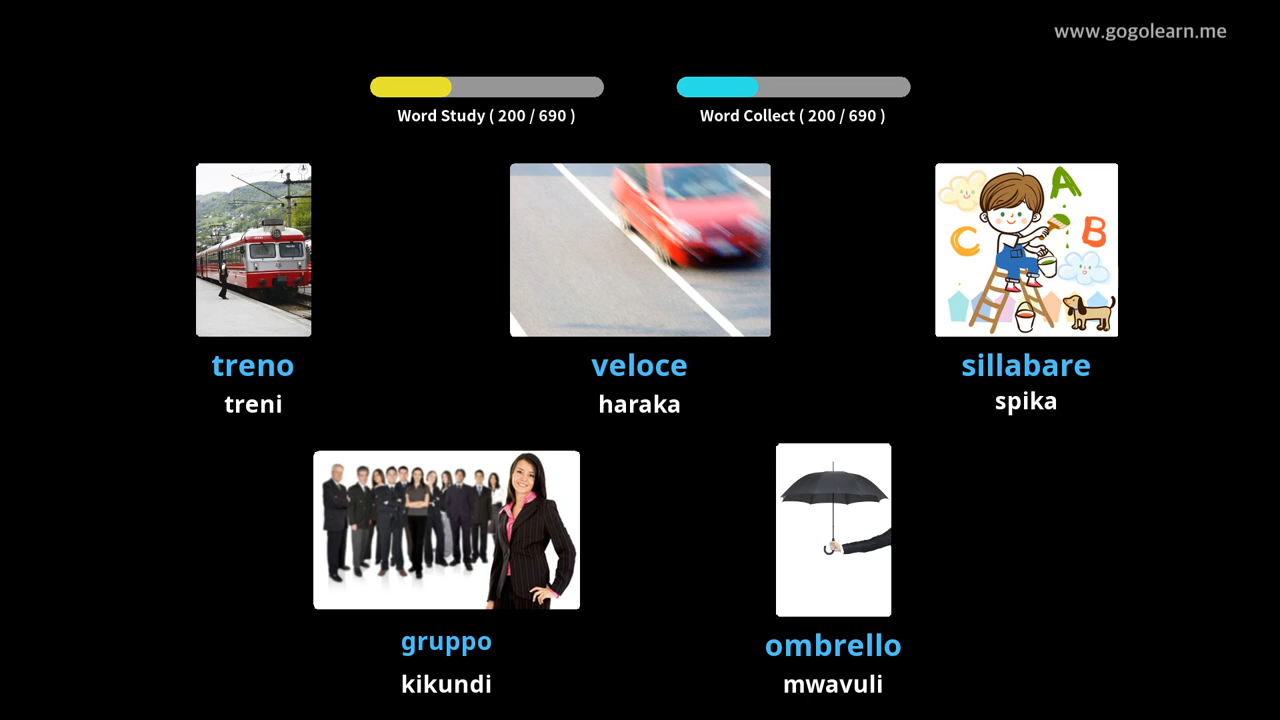 www.gogolearn.me
Word Study ( 200 / 690 )
Word Collect ( 200 / 690 )
A
B
C
treno
treni
veloce
haraka
sillabare
spika
gruppo
kikundi
ombrello
mwavuli